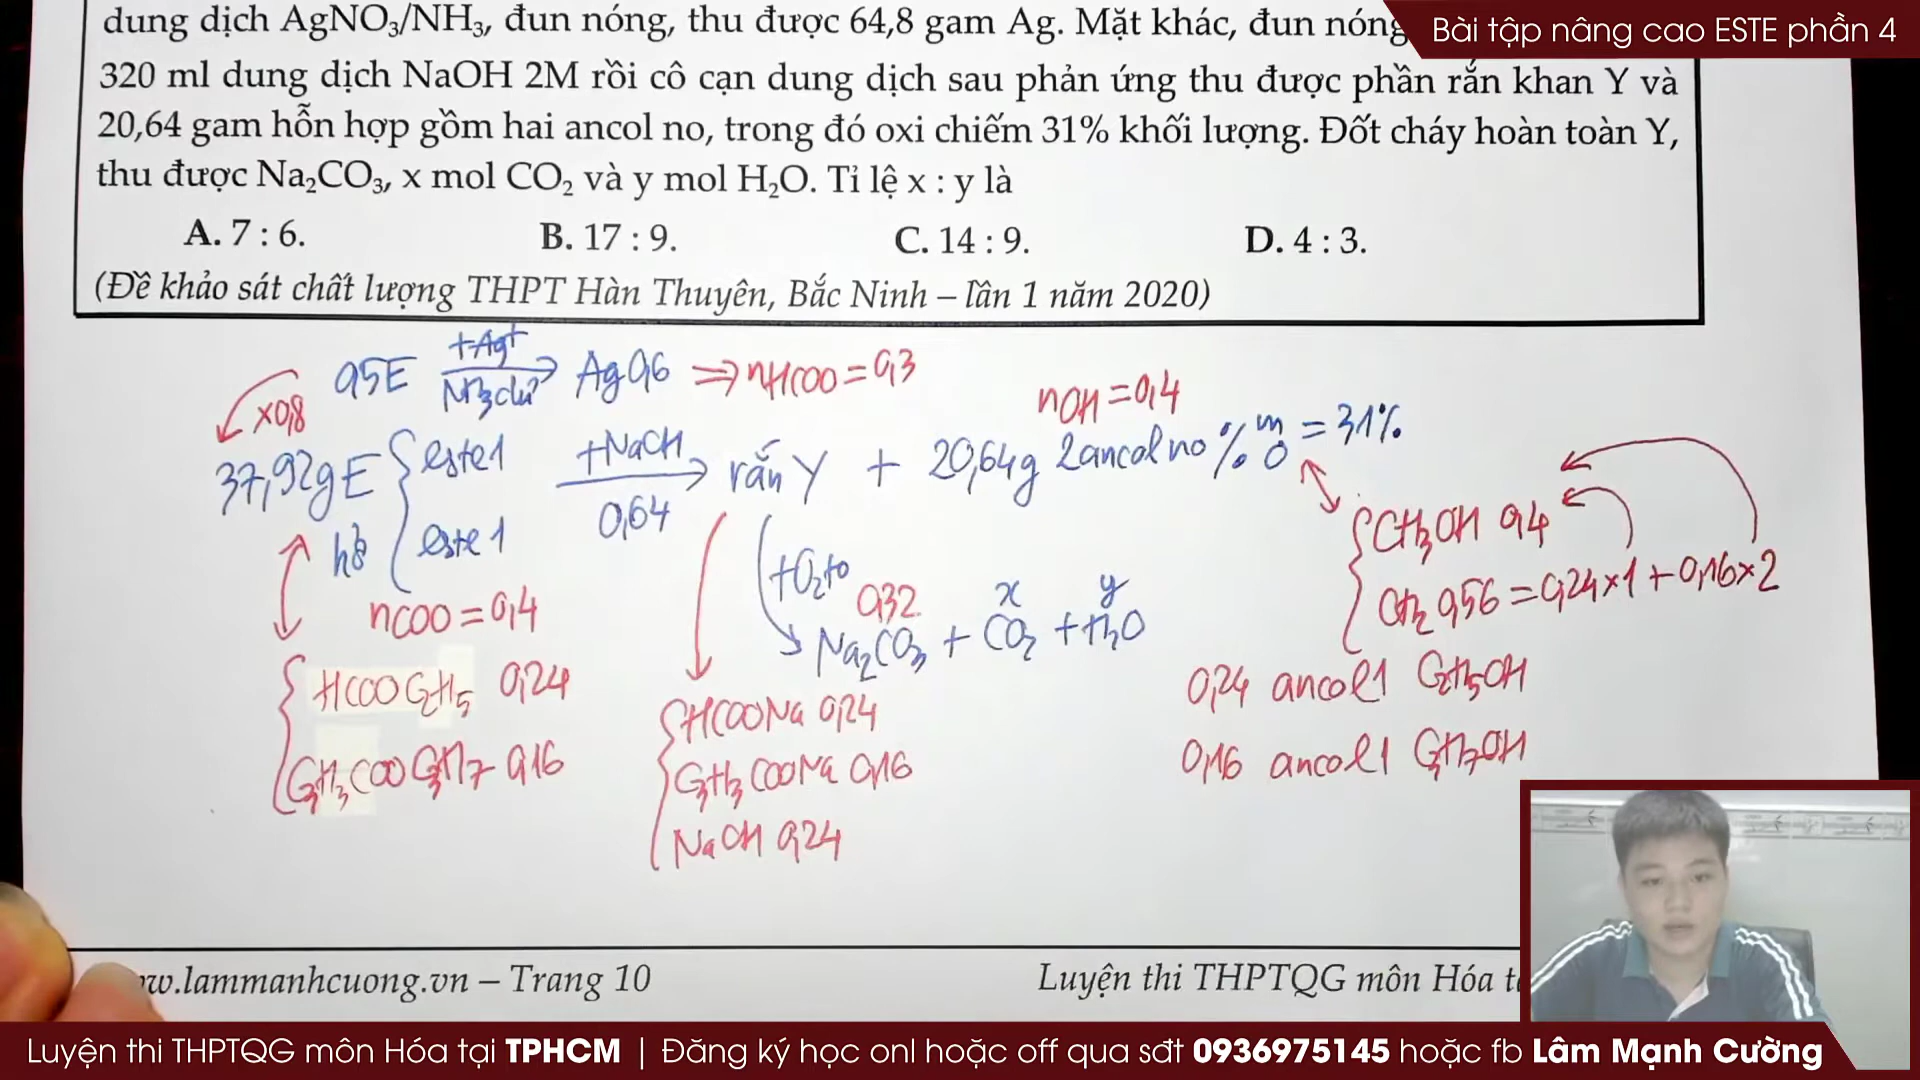 Bài tập nâng cao ESTE phần 4
dung dịch AgNO₃/NH₃, đun nóng, thu được 64,8 gam Ag. Mặt khác, đun nóng
320 ml dung dịch NaOH 2M rồi cô cạn dung dịch sau phản ứng thu được phần rắn khan Y và
20,64 gam hỗn hợp gồm hai ancol no, trong đó oxi chiếm 31% khối lượng. Đốt cháy hoàn toàn Y,
thu được Na₂CO₃, x mol CO₂ và y mol H₂O. Tỉ lệ x : y là
A. 7 : 6. B. 17 : 9. C. 14 : 9. D. 4 : 3.
(Đề khảo sát chất lượng THPT Hàn Thuyên, Bắc Ninh – lần 1 năm 2020)
x0,8 0,5E +Ag+ NH3 dư Ag 0,6 ⇒ nHCOO = 0,3
nOH = 0,4
37,92g E este1 +NaOH 0,64 rắn Y + 20,64g 2ancol no %mO = 31%
hh este 1
CH3OH 0,4
CH2 0,56 = 0,24x1 + 0,16x2
nCOO = 0,4
+O2 to
0,32 x y
Na2CO3 + CO2 + H2O
HCOOC2H5 0,24
C3H3COOC3H7 0,16
HCOONa 0,24
C3H3COONa 0,16
NaOH 0,24
0,24 ancol1 C2H5OH
0,16 ancol1 C3H7OH
w.lammanhcuong.vn – Trang 10
Luyện thi THPTQG môn Hóa
Luyện thi THPTQG môn Hóa tại TPHCM | Đăng ký học onl hoặc off qua sđt 0936975145 hoặc fb Lâm Mạnh Cường